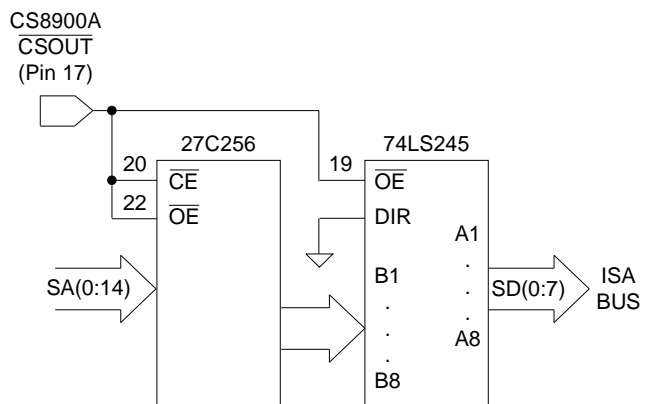 CS8900A
CSOUT
(Pin 17)
27C256
74LS245
20
CE
22
OE
19
OE
DIR
A1
.
.
.
A8
SA(0:14)
B1
.
.
.
B8
SD(0:7)
ISA
BUS